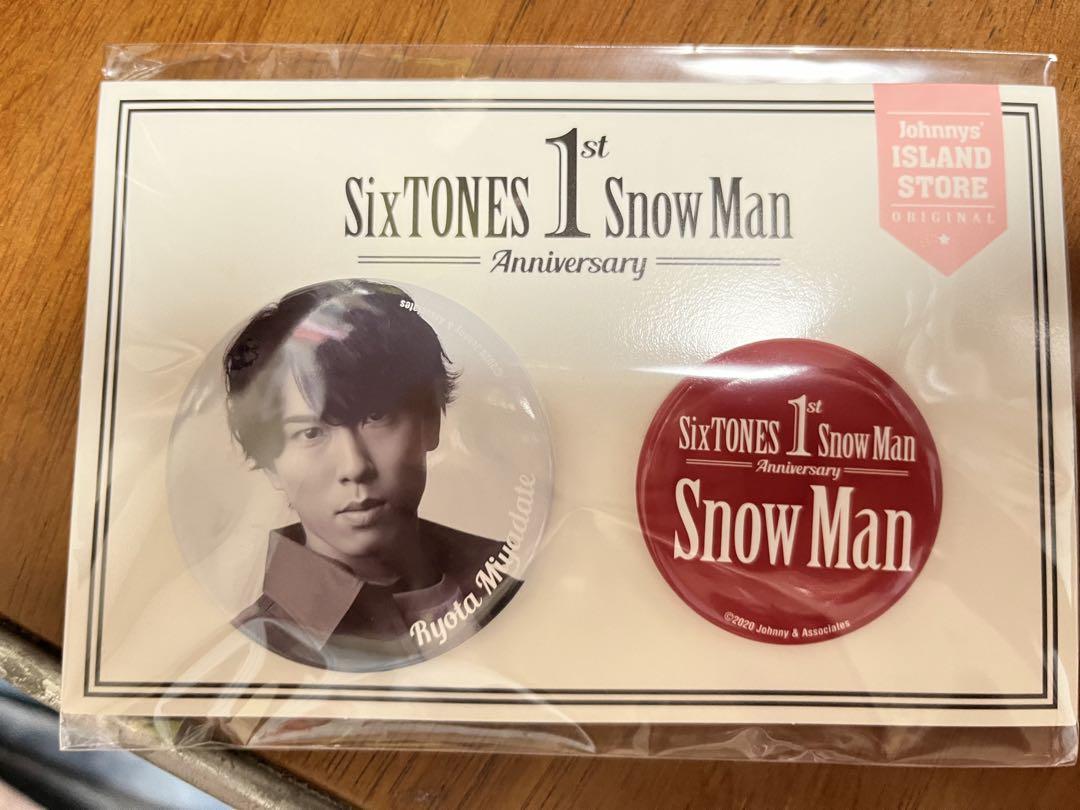 SixTONES 1st Snow Man
Anniversary
Johnnys'
ISLAND
STORE
ORIGINAL
Ryota Miyadate
SixTONES 1st Snow Man
Anniversary
Snow Man
©2020 Johnny & Associates